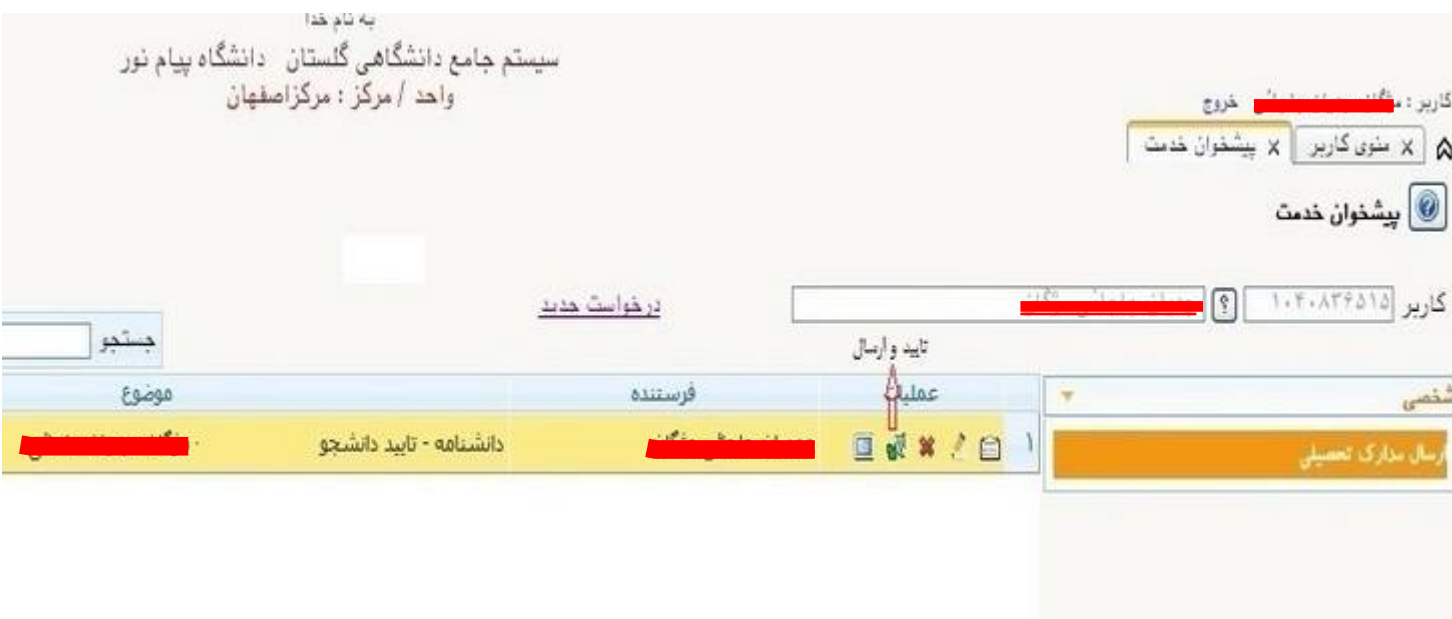 به نام خدا
سیستم جامع دانشگاهی گلستان دانشگاه پیام نور
واحد / مرکز : مرکزاصفهان
کاربر : خروج
منوی کاربر x پیشخوان خدمت x
پیشخوان خدمت
کاربر ۱۰۴۰۸۳۶۵۱۵ ؟ درخواست جدید
جستجو
تایید و ارسال
شخصی
عملیات فرستنده موضوع
ارسال مدارک تحصیلی
۱ دانشنامه - تایید دانشجو